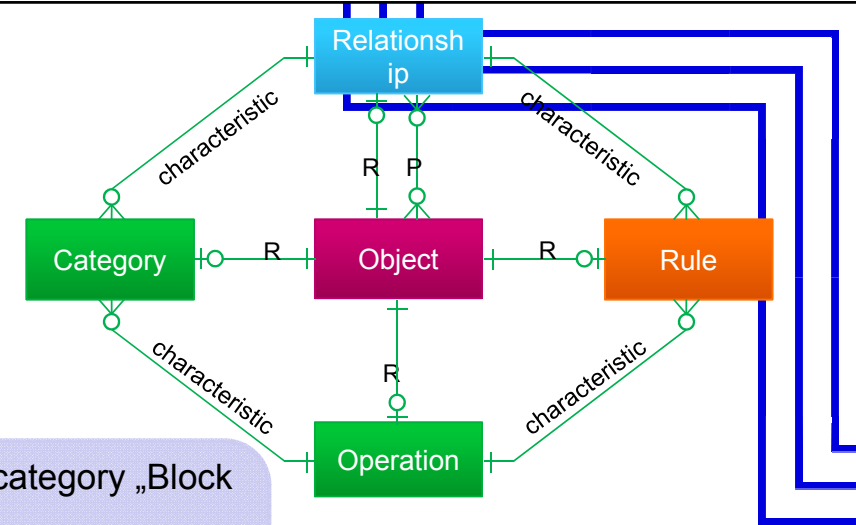 Relationsh
ip
characteristic
characteristic
R
P
Category
R
Object
R
Rule
characteristic
R
characteristic
Operation
category „Block